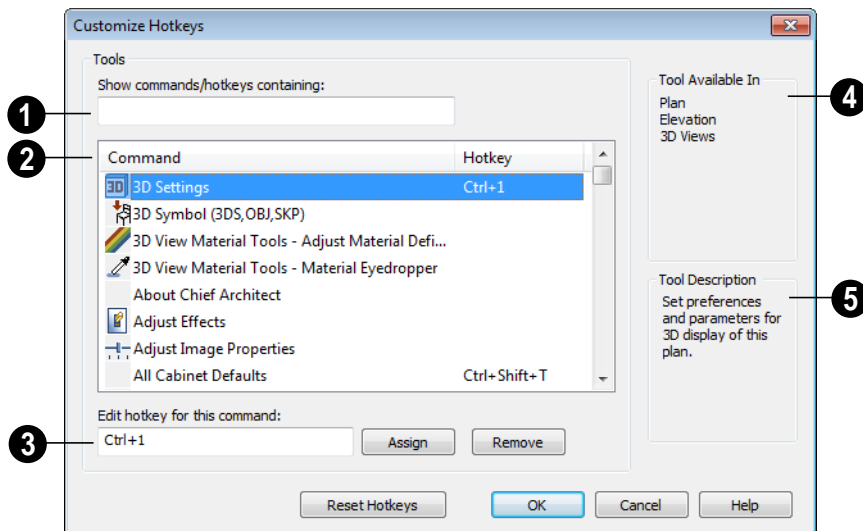 Customize Hotkeys
Tools
Show commands/hotkeys containing:
1
2
Command Hotkey
3D 3D Settings Ctrl+1
3D Symbol (3DS,OBJ,SKP)
3D View Material Tools - Adjust Material Defi...
3D View Material Tools - Material Eyedropper
About Chief Architect
Adjust Effects
Adjust Image Properties
All Cabinet Defaults Ctrl+Shift+T
Edit hotkey for this command:
3
Ctrl+1 Assign Remove
Tool Available In
4
Plan
Elevation
3D Views
Tool Description
5
Set preferences
and parameters for
3D display of this
plan.
Reset Hotkeys OK Cancel Help